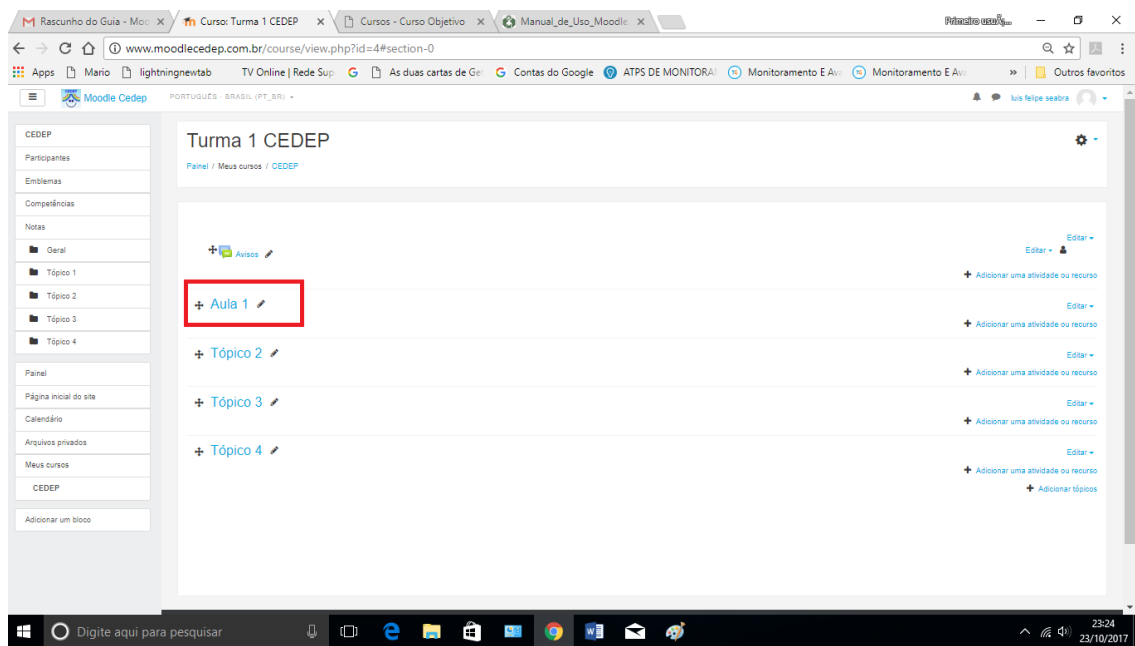 Rascunho do Guia - Moo
Curso: Turma 1 CEDEP
Cursos - Curso Objetivo
Manual_de_Uso_Moodle
www.moodlecedep.com.br/course/view.php?id=4#section-0
Apps
Mario
lightningnewtab
TV Online | Rede Sup
As duas cartas de Ge
Contas do Google
ATPS DE MONITORA
Monitoramento E Ava
Monitoramento E Ava
»
Outros favoritos
Moodle Cedep
PORTUGUÊS - BRASIL (PT_BR)
luis felipe seabra
CEDEP
Participantes
Emblemas
Competências
Notas
Geral
Tópico 1
Tópico 2
Tópico 3
Tópico 4
Painel
Página inicial do site
Calendário
Arquivos privados
Meus cursos
CEDEP
Adicionar um bloco
Turma 1 CEDEP
Painel / Meus cursos / CEDEP
Editar
Avisos
Editar
Adicionar uma atividade ou recurso
Aula 1
Editar
Adicionar uma atividade ou recurso
Tópico 2
Editar
Adicionar uma atividade ou recurso
Tópico 3
Editar
Adicionar uma atividade ou recurso
Tópico 4
Editar
Adicionar uma atividade ou recurso
Adicionar tópicos
Digite aqui para pesquisar
23:24
23/10/2017